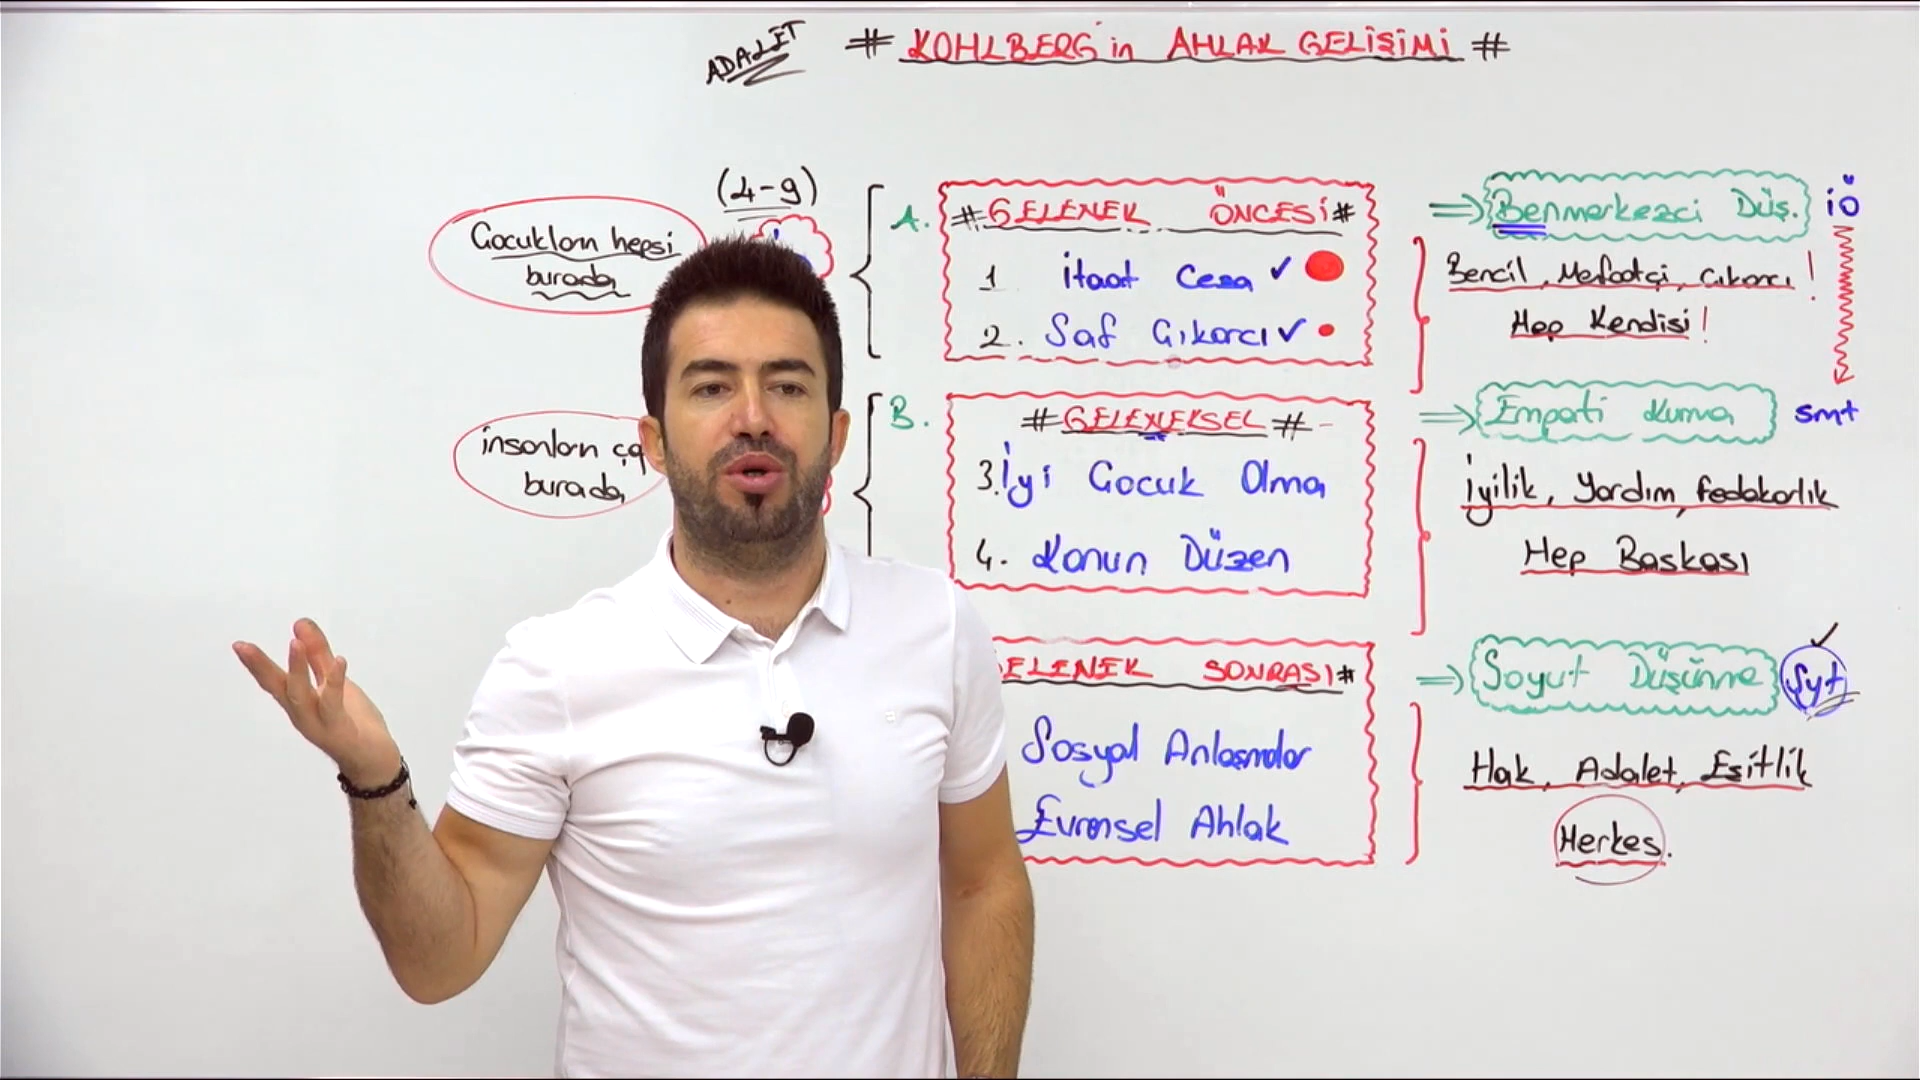 ADALET
# KOHLBERG'in AHLAK GELİŞİMİ #
(4-9)
Çocukların hepsi
burada
A.
#GELENEK ÖNCESİ#
1 İtaat Ceza ✓
2. Saf Çıkarcı ✓
⇒ Benmerkezci Düş. İÖ
Bencil, Menfaatçi, Çıkarcı !
Hep Kendisi !
insanların ço
burada
B.
# GELENEKSEL #
3. İyi Çocuk Olma
4. Kanun Düzen
⇒ Empati Kurma smt
İyilik, Yardım, fedakarlık
Hep Başkası
ELENEK SONRASI#
Sosyal Anlaşmalar
Evrensel Ahlak
⇒ Soyut Düşünme Syt ✓
Hak, Adalet, Eşitlik
Herkes.